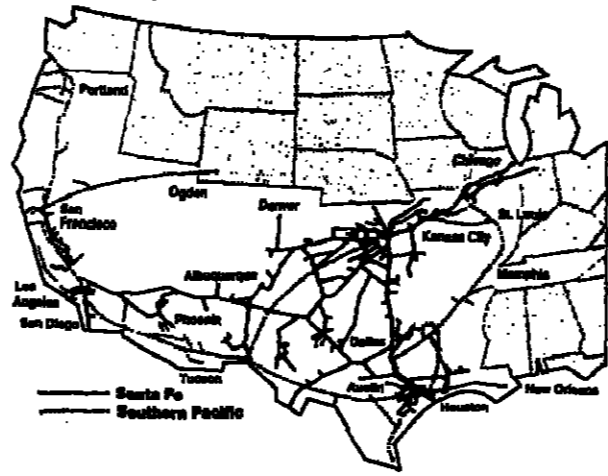 Portland
Chicago
Ogden
Denver
San
Francisco
St. Louis
Kansas City
Albuquerque
Memphis
Los
Angeles
Phoenix
San Diego
Dallas
Tucson
Austin
New Orleans
Houston
Santa Fe
Southern Pacific